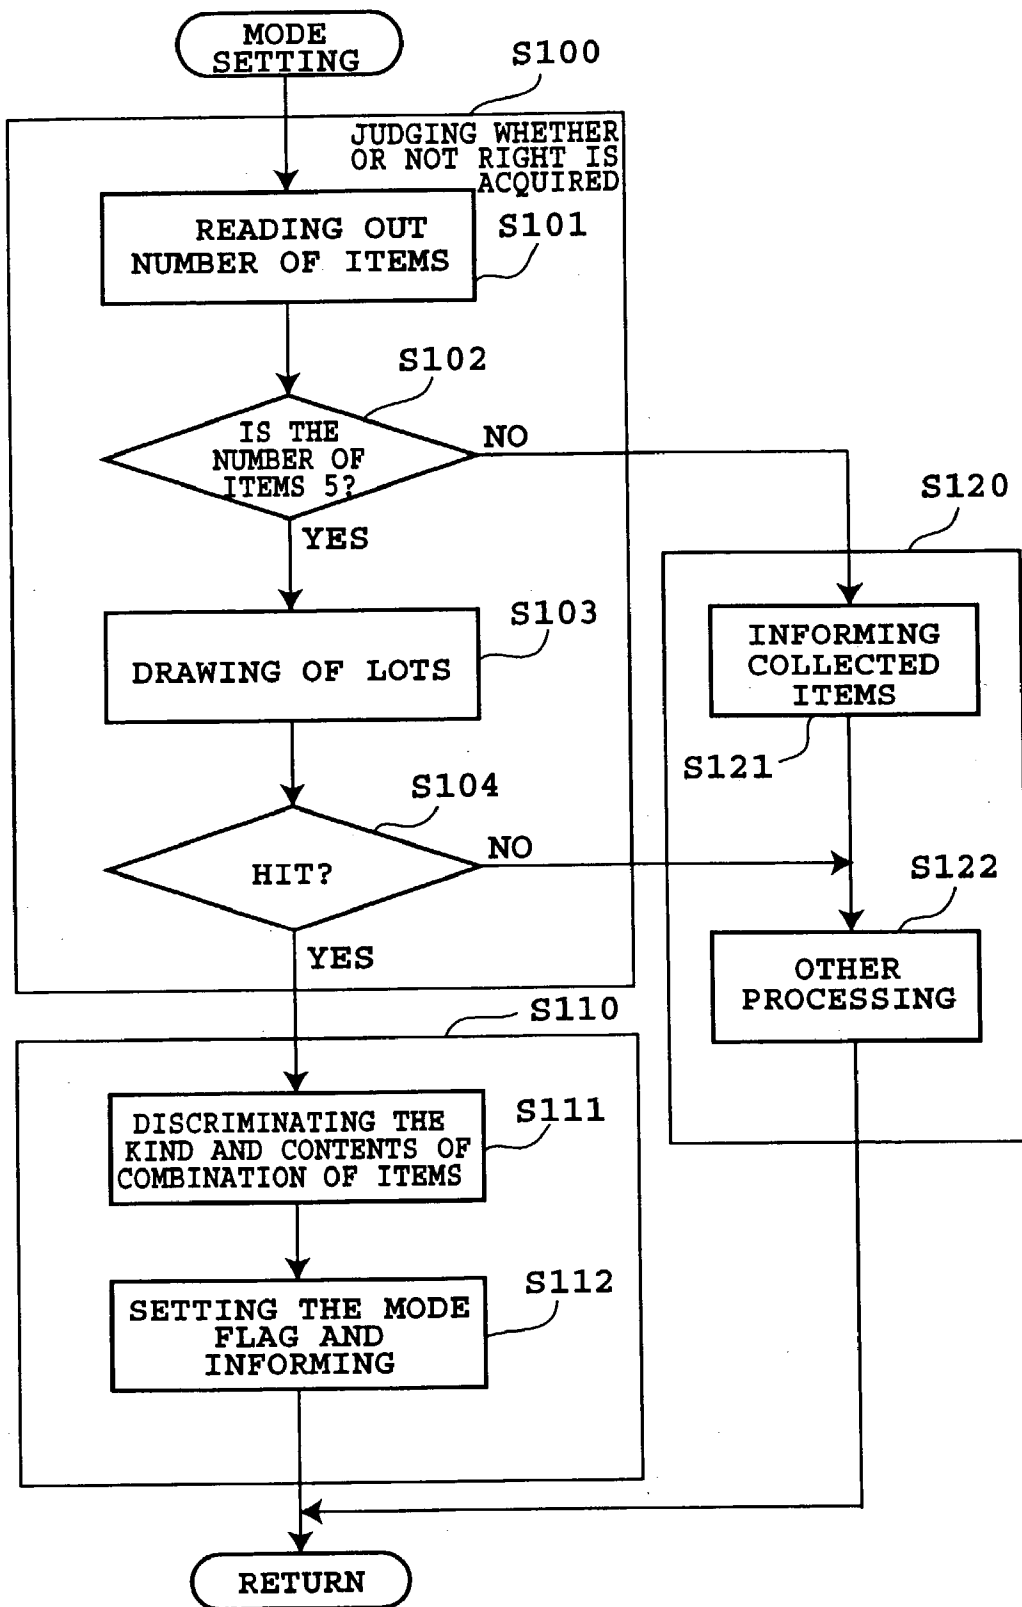 MODE
SETTING
S100
JUDGING WHETHER
OR NOT RIGHT IS
ACQUIRED
READING OUT
NUMBER OF ITEMS
S101
S102
IS THE
NUMBER OF
ITEMS 5?
NO
YES
S120
S103
DRAWING OF LOTS
INFORMING
COLLECTED
ITEMS
S121
S104
HIT?
NO
YES
S122
OTHER
PROCESSING
S110
S111
DISCRIMINATING THE
KIND AND CONTENTS OF
COMBINATION OF ITEMS
S112
SETTING THE MODE
FLAG AND
INFORMING
RETURN